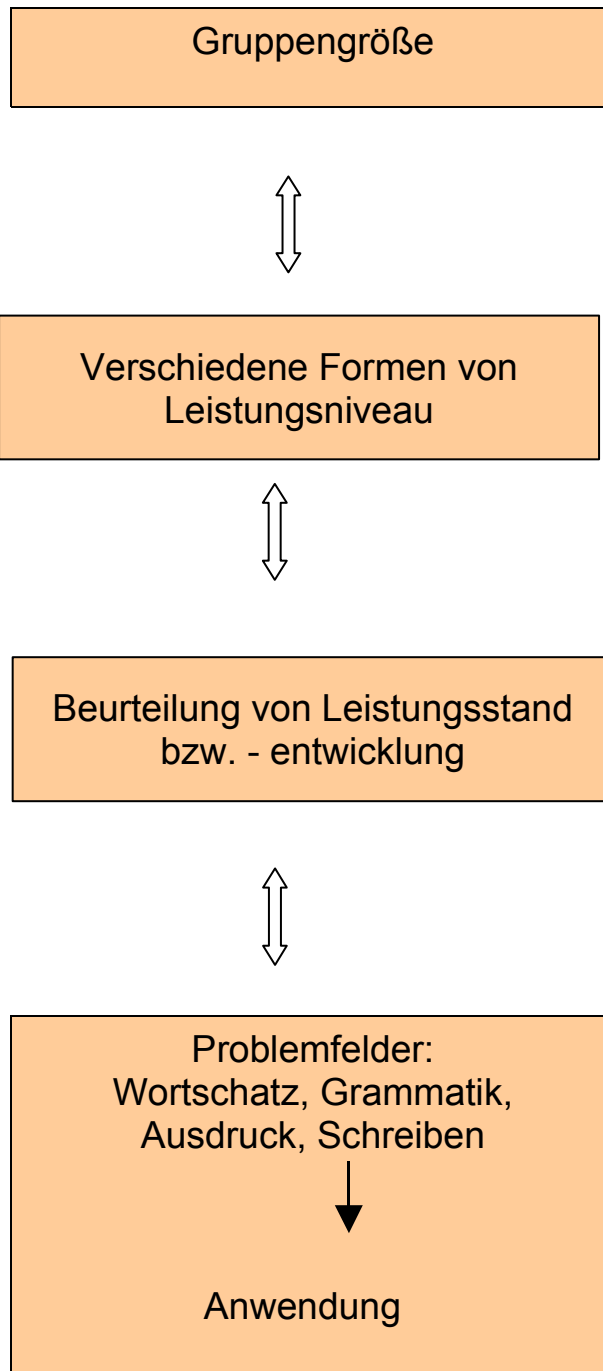 Gruppengröße
Verschiedene Formen von
Leistungsniveau
Beurteilung von Leistungsstand
bzw. - entwicklung
Problemfelder:
Wortschatz, Grammatik,
Ausdruck, Schreiben
Anwendung